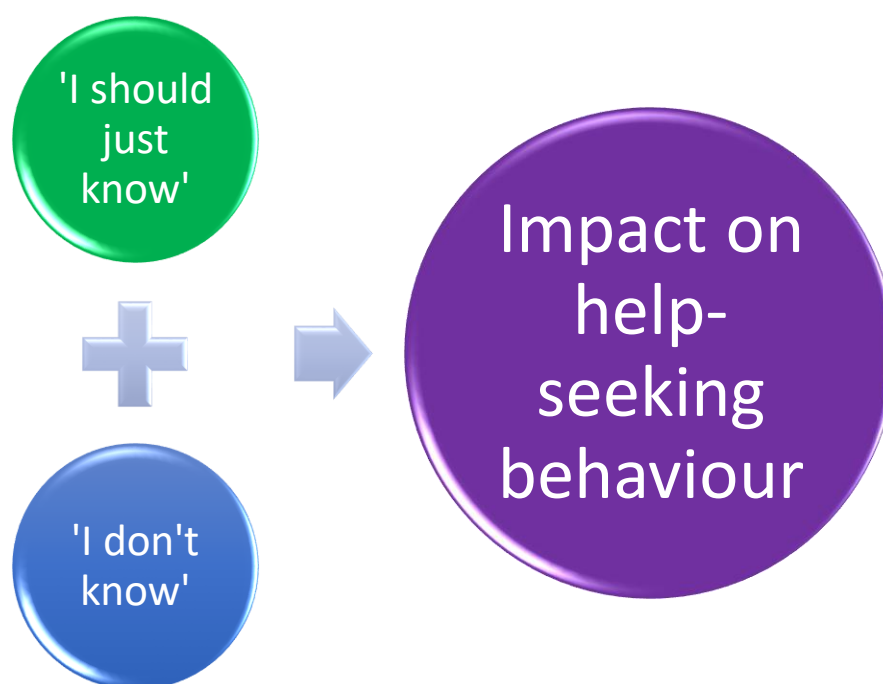 'I should
just
know'
'I don't
know'
Impact on
help-
seeking
behaviour